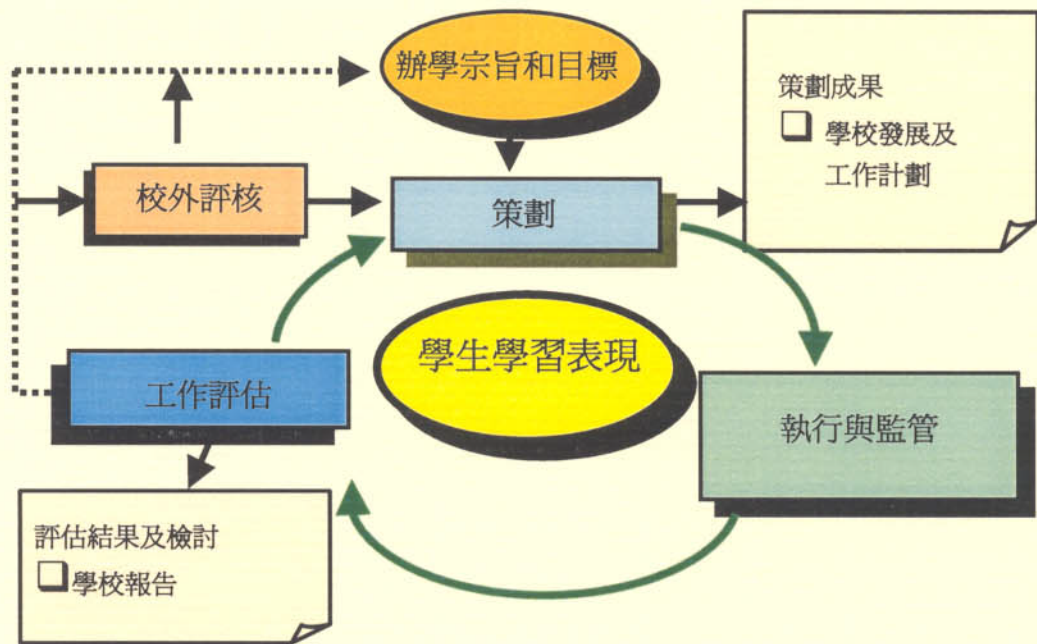 辦學宗旨和目標
策劃成果
❑ 學校發展及
工作計劃
校外評核
策劃
學生學習表現
工作評估
執行與監管
評估結果及檢討
❑學校報告